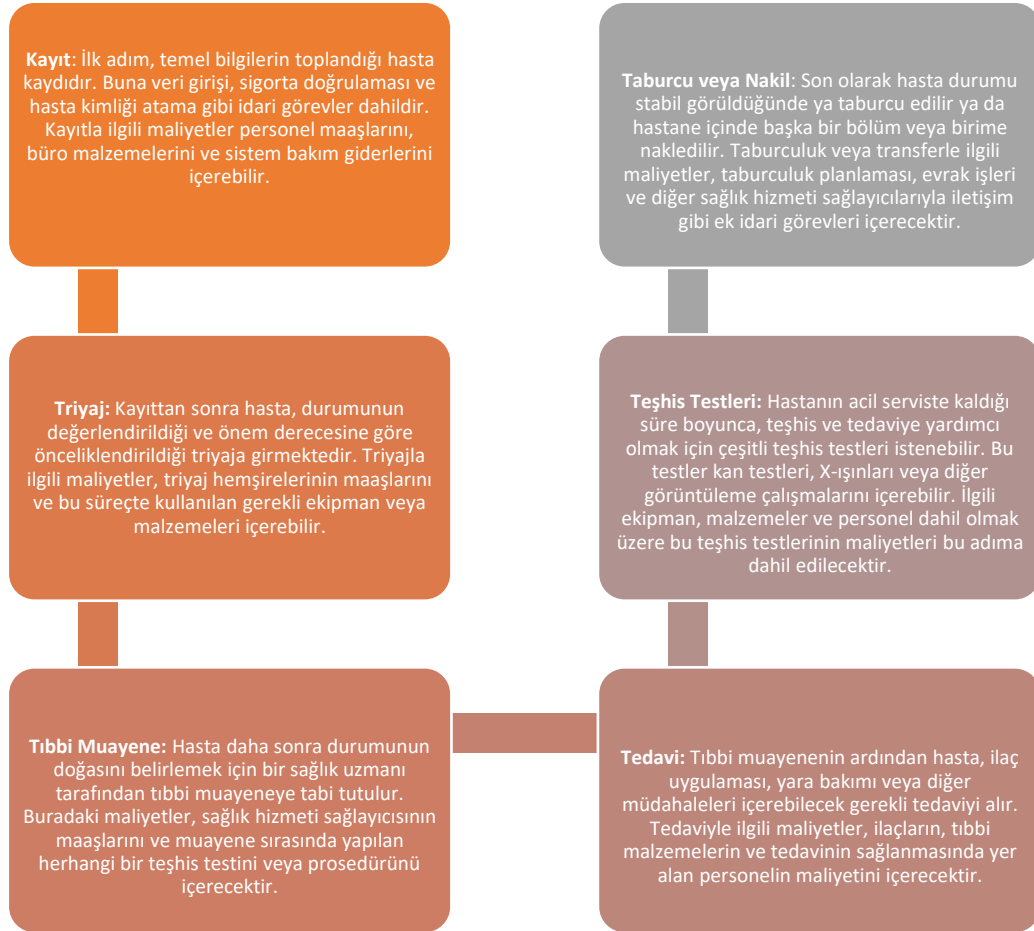 Kayıt: İlk adım, temel bilgilerin toplandığı hasta
kaydıdır. Buna veri girişi, sigorta doğrulaması ve
hasta kimliği atama gibi idari görevler dahildir.
Kayıtla ilgili maliyetler personel maaşlarını,
büro malzemelerini ve sistem bakım giderlerini
içerebilir.
Triyaj: Kayıttan sonra hasta, durumunun
değerlendirildiği ve önem derecesine göre
önceliklendirildiği triyaja girmektedir. Triyajla
ilgili maliyetler, triyaj hemşirelerinin maaşlarını
ve bu süreçte kullanılan gerekli ekipman veya
malzemeleri içerebilir.
Tıbbi Muayene: Hasta daha sonra durumunun
doğasını belirlemek için bir sağlık uzmanı
tarafından tıbbi muayeneye tabi tutulur.
Buradaki maliyetler, sağlık hizmeti sağlayıcısının
maaşlarını ve muayene sırasında yapılan
herhangi bir teşhis testini veya prosedürünü
içerecektir.
Tedavi: Tıbbi muayenenin ardından hasta, ilaç
uygulaması, yara bakımı veya diğer
müdahaleleri içerebilecek gerekli tedaviyi alır.
Tedaviyle ilgili maliyetler, ilaçların, tıbbi
malzemelerin ve tedavinin sağlanmasında yer
alan personelin maliyetini içerecektir.
Teşhis Testleri: Hastanın acil serviste kaldığı
süre boyunca, teşhis ve tedaviye yardımcı
olmak için çeşitli teşhis testleri istenebilir. Bu
testler kan testleri, X-ışınları veya diğer
görüntüleme çalışmalarını içerebilir. İlgili
ekipman, malzemeler ve personel dahil olmak
üzere bu teşhis testlerinin maliyetleri bu adıma
dahil edilecektir.
Taburcu veya Nakil: Son olarak hasta durumu
stabil görüldüğünde ya taburcu edilir ya da
hastane içinde başka bir bölüm veya birime
nakledilir. Taburculuk veya transferle ilgili
maliyetler, taburculuk planlaması, evrak işleri
ve diğer sağlık hizmeti sağlayıcılarıyla iletişim
gibi ek idari görevleri içerecektir.